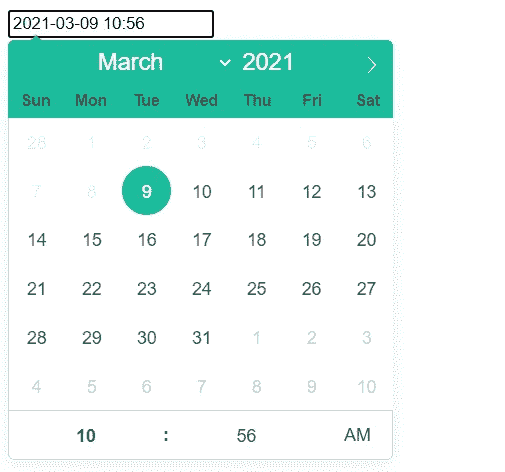 2021-03-09 10:56
March 2021
Sun Mon Tue Wed Thu Fri Sat
28 1 2 3 4 5 6
7 8 9 10 11 12 13
14 15 16 17 18 19 20
21 22 23 24 25 26 27
28 29 30 31 1 2 3
4 5 6 7 8 9 10
10 : 56 AM